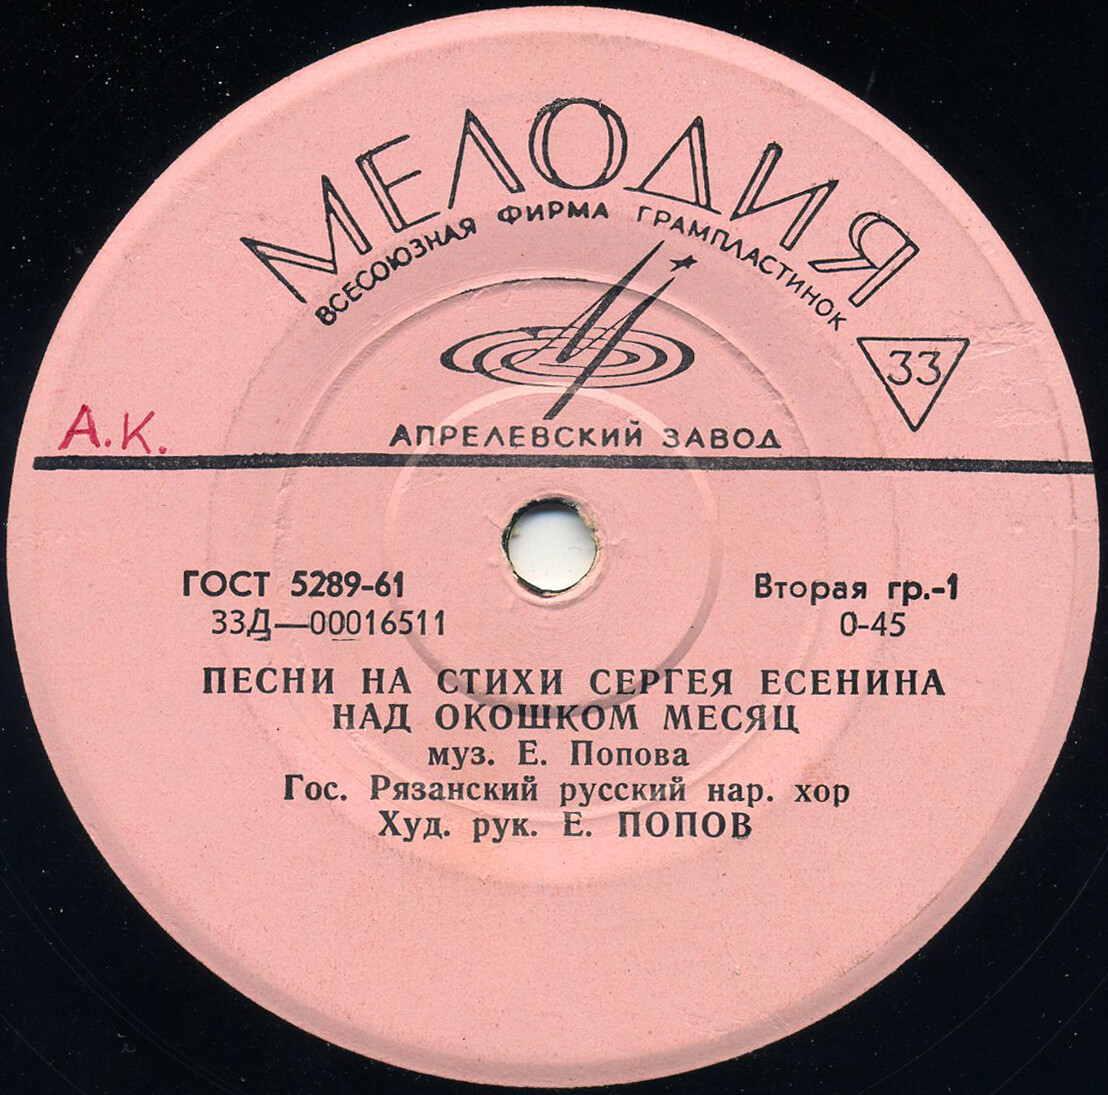 МЕЛОДИЯ
ВСЕСОЮЗНАЯ ФИРМА ГРАМПЛАСТИНОК
33
А.К.
АПРЕЛЕВСКИЙ ЗАВОД
ГОСТ 5289-61
Вторая гр.-1
33Д—00016511
0-45
ПЕСНИ НА СТИХИ СЕРГЕЯ ЕСЕНИНА
НАД ОКОШКОМ МЕСЯЦ
муз. Е. Попова
Гос. Рязанский русский нар. хор
Худ. рук. Е. ПОПОВ